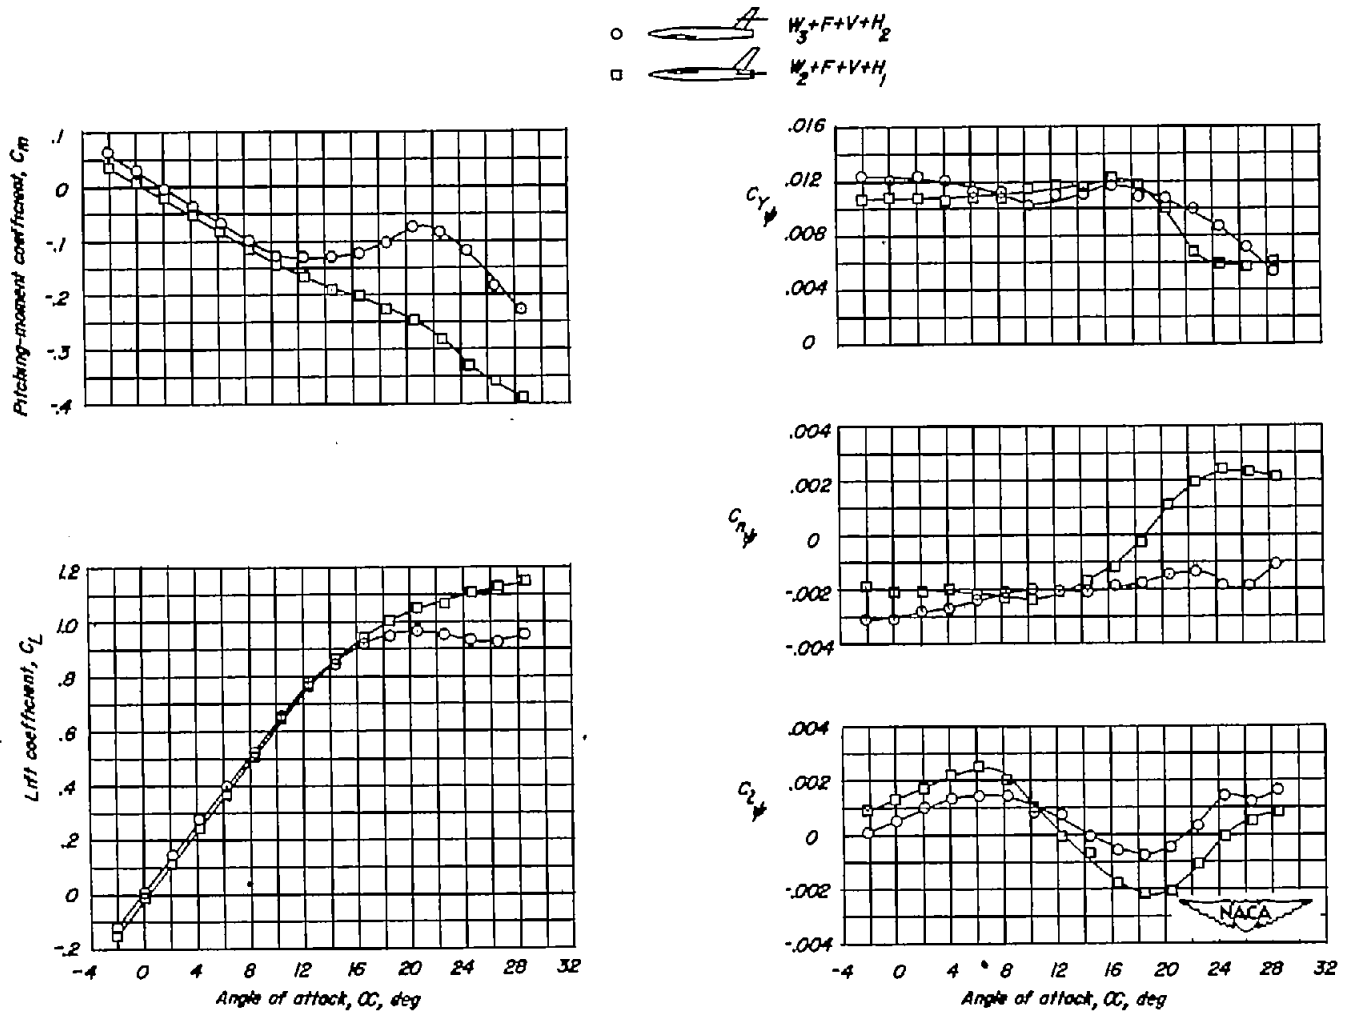 W3+F+V+H2
W2+F+V+H1
Pitching-moment coefficient, Cm
.1
0
-.1
-.2
-.3
-.4
Lift coefficient, CL
1.2
1.0
.8
.6
.4
.2
0
-.2
-4 0 4 8 12 16 20 24 28 32
Angle of attack, α, deg
CYψ
.016
.012
.008
.004
0
Cnψ
.004
.002
0
-.002
-.004
Clψ
.004
.002
0
-.002
-.004
NACA
-4 0 4 8 12 16 20 24 28 32
Angle of attack, α, deg